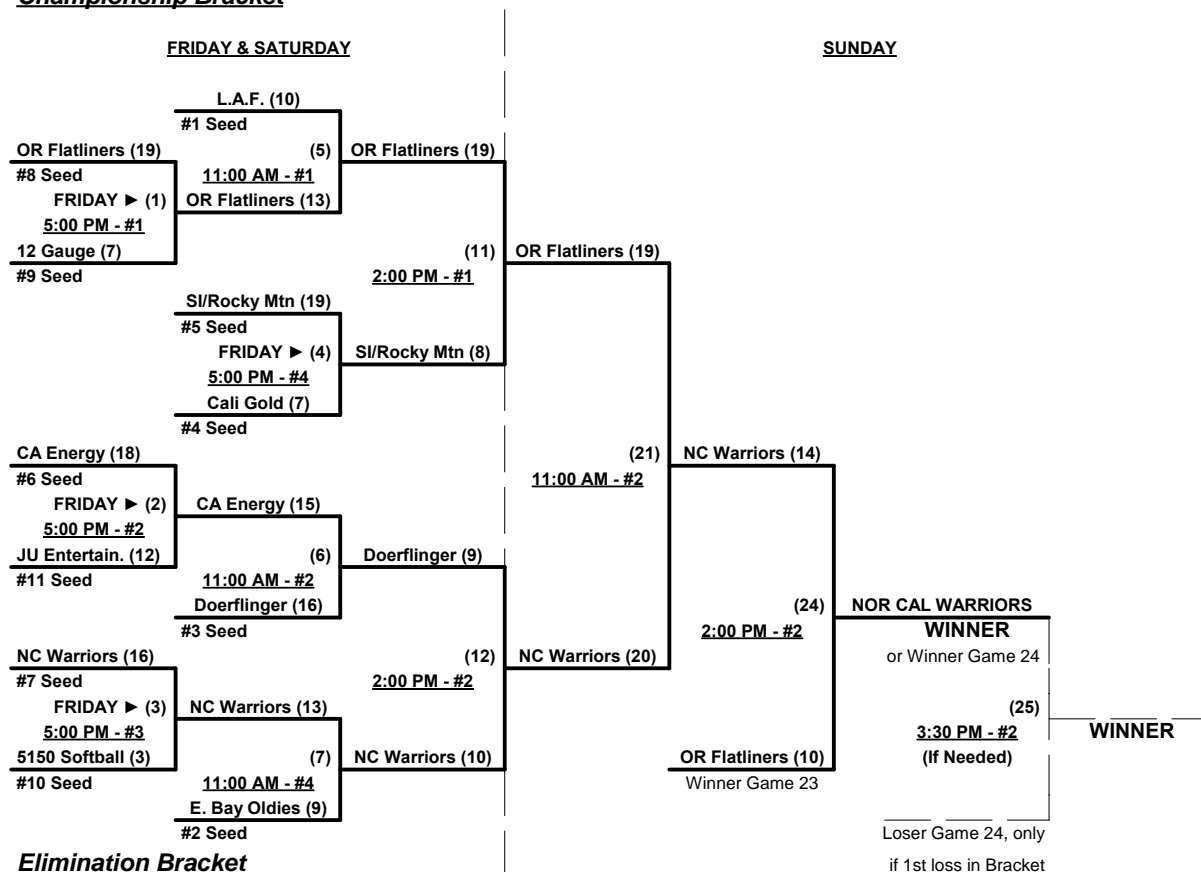 Championship Bracket
FRIDAY & SATURDAY
SUNDAY
L.A.F. (10)
#1 Seed
OR Flatliners (19)
(5)
OR Flatliners (19)
#8 Seed
11:00 AM - #1
FRIDAY ► (1)
OR Flatliners (13)
5:00 PM - #1
12 Gauge (7)
(11)
OR Flatliners (19)
#9 Seed
2:00 PM - #1
SI/Rocky Mtn (19)
#5 Seed
FRIDAY ► (4)
SI/Rocky Mtn (8)
5:00 PM - #4
Cali Gold (7)
#4 Seed
CA Energy (18)
(21)
NC Warriors (14)
#6 Seed
11:00 AM - #2
FRIDAY ► (2)
CA Energy (15)
5:00 PM - #2
JU Entertain. (12)
(6)
Doerflinger (9)
#11 Seed
11:00 AM - #2
Doerflinger (16)
(24)
NOR CAL WARRIORS
#3 Seed
2:00 PM - #2
WINNER
NC Warriors (16)
(12)
NC Warriors (20)
or Winner Game 24
#7 Seed
2:00 PM - #2
FRIDAY ► (3)
NC Warriors (13)
(25)
5:00 PM - #3
3:30 PM - #2
WINNER
5150 Softball (3)
(7)
NC Warriors (10)
OR Flatliners (10)
(If Needed)
#10 Seed
11:00 AM - #4
Winner Game 23
E. Bay Oldies (9)
#2 Seed
Loser Game 24, only
Elimination Bracket
if 1st loss in Bracket